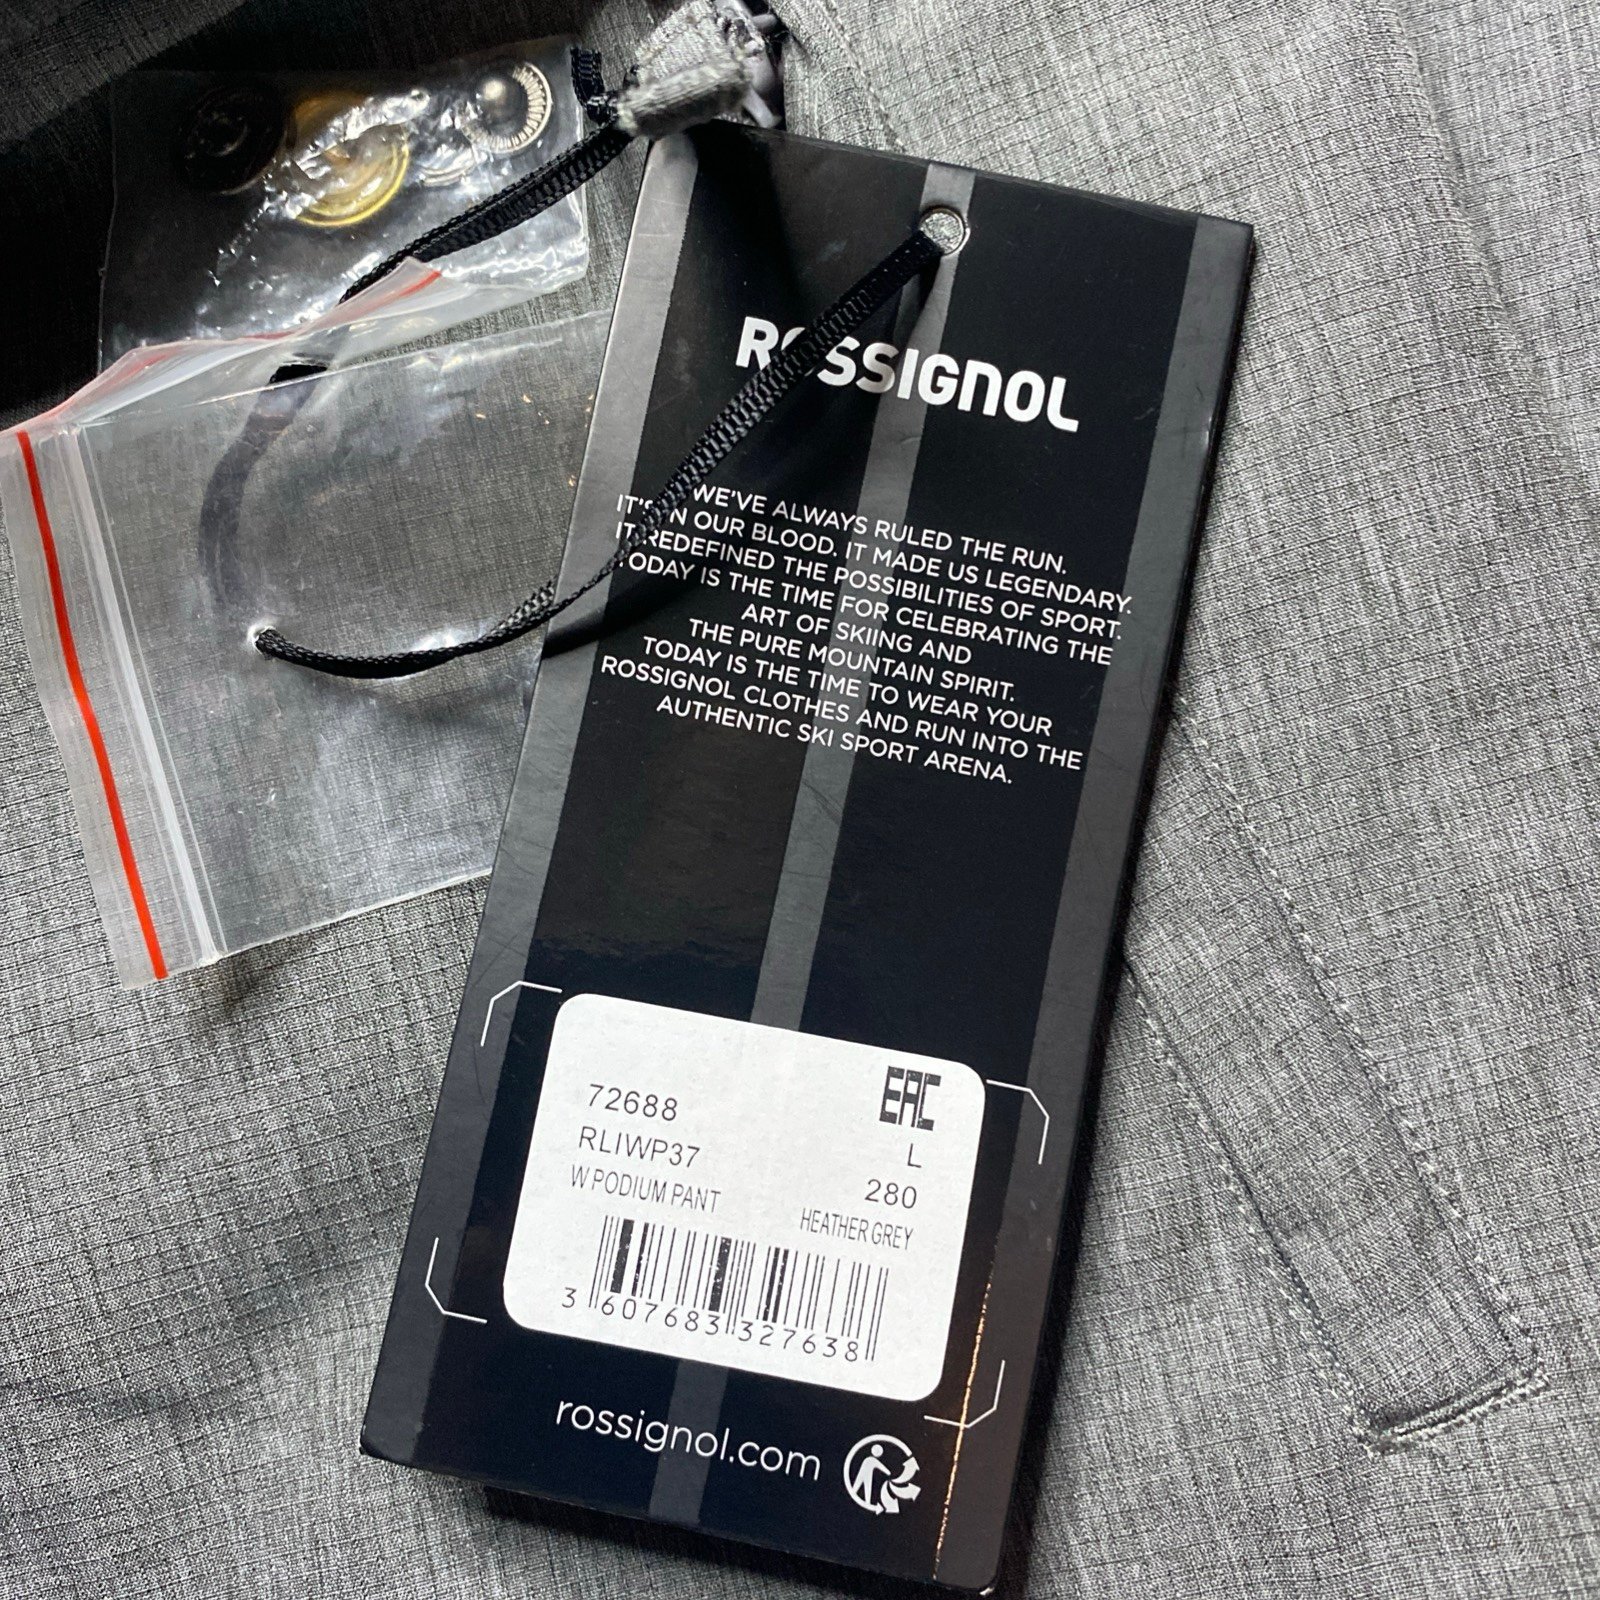 ROSSIGNOL
WE'VE ALWAYS RULED THE RUN.
IT'S IN OUR BLOOD. IT MADE US LEGENDARY.
IT REDEFINED THE POSSIBILITIES OF SPORT.
TODAY IS THE TIME FOR CELEBRATING THE
ART OF SKIING AND
THE PURE MOUNTAIN SPIRIT.
TODAY IS THE TIME TO WEAR YOUR
ROSSIGNOL CLOTHES AND RUN INTO THE
AUTHENTIC SKI SPORT ARENA.
72688 EAC
RLIWP37 L
W PODIUM PANT 280
HEATHER GREY
3 607683 327638
rossignol.com